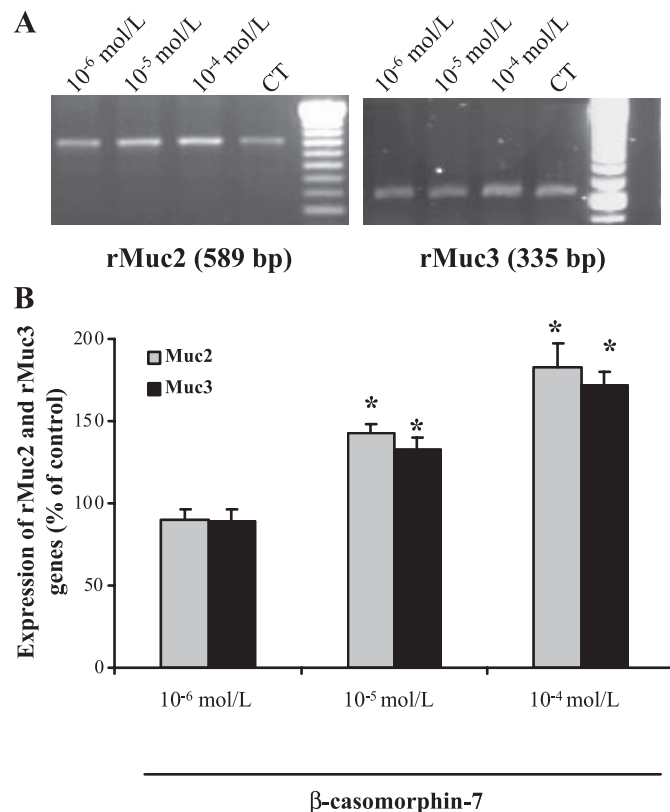 A
10⁻⁶ mol/L 10⁻⁵ mol/L 10⁻⁴ mol/L CT 10⁻⁶ mol/L 10⁻⁵ mol/L 10⁻⁴ mol/L CT
rMuc2 (589 bp) rMuc3 (335 bp)
B
Expression of rMuc2 and rMuc3
genes (% of control)
200
150
100
50
0
Muc2
Muc3
* * * *
10⁻⁶ mol/L 10⁻⁵ mol/L 10⁻⁴ mol/L
β-casomorphin-7